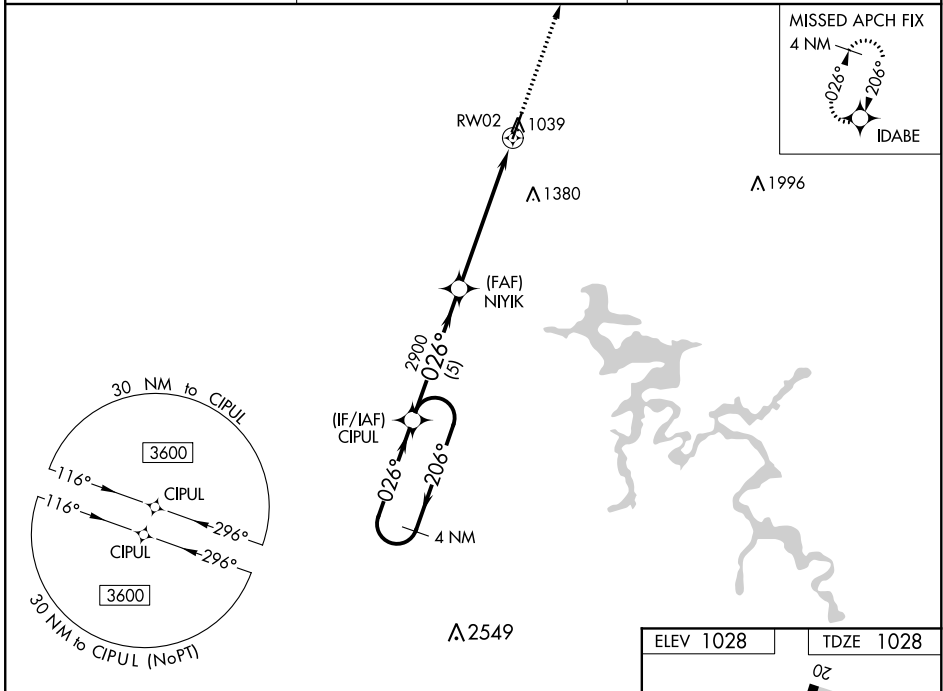 MISSED APCH FIX
4 NM
026°
206°
IDABE
RW02
1039
1380
1996
(FAF)
NIYIK
2900
026°
(5)
(IF/IAF)
CIPUL
026°
206°
4 NM
30 NM to CIPUL
3600
116°
CIPUL
296°
116°
CIPUL
296°
3600
30 NM to CIPUL (NoPT)
2549
ELEV 1028
TDZE 1028
20